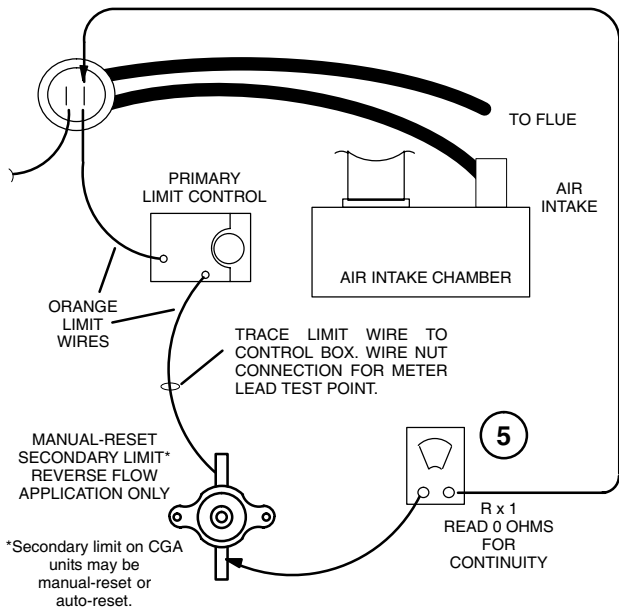 TO FLUE
PRIMARY
LIMIT CONTROL
AIR
INTAKE
AIR INTAKE CHAMBER
ORANGE
LIMIT
WIRES
TRACE LIMIT WIRE TO
CONTROL BOX. WIRE NUT
CONNECTION FOR METER
LEAD TEST POINT.
MANUAL-RESET
SECONDARY LIMIT*
REVERSE FLOW
APPLICATION ONLY
5
R x 1
READ 0 OHMS
FOR
CONTINUITY
*Secondary limit on CGA
units may be
manual-reset or
auto-reset.